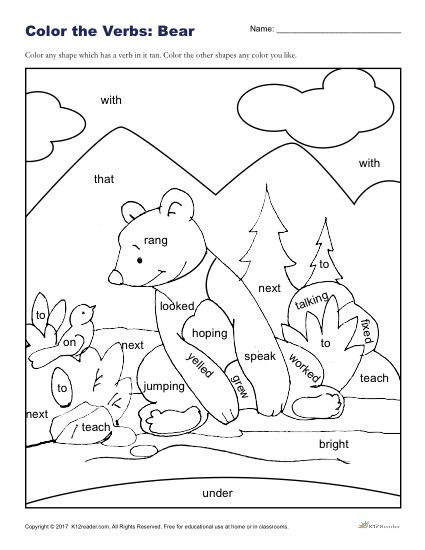 Color the Verbs: Bear
Name:
Color any shape which has a verb in it tan. Color the other shapes any color you like.
with
with
that
rang
to
next
talking
looked
to
fixed
on
hoping
to
next
speak
yelled
worked
to
jumping
grew
teach
next
teach
bright
under
Copyright © 2017 K12reader.com. All Rights Reserved. Free for educational use at home or in classrooms.
K12Reader